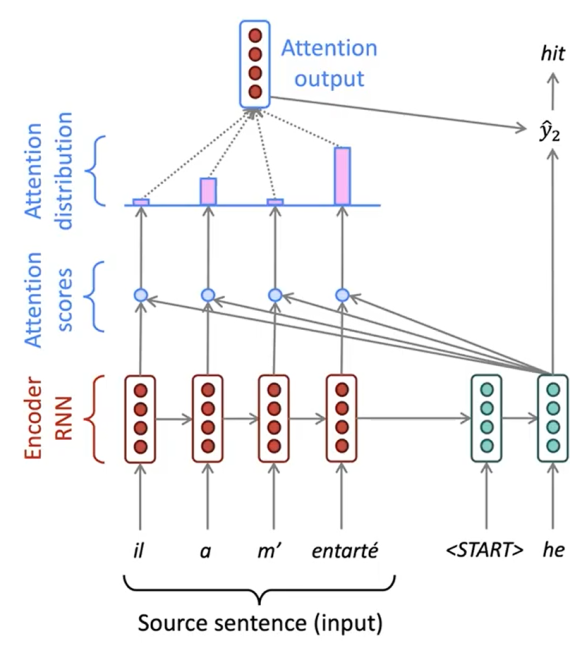 Attention
output
hit
ŷ₂
Attention
distribution
Attention
scores
Encoder
RNN
il a m’ entarté <START> he
Source sentence (input)